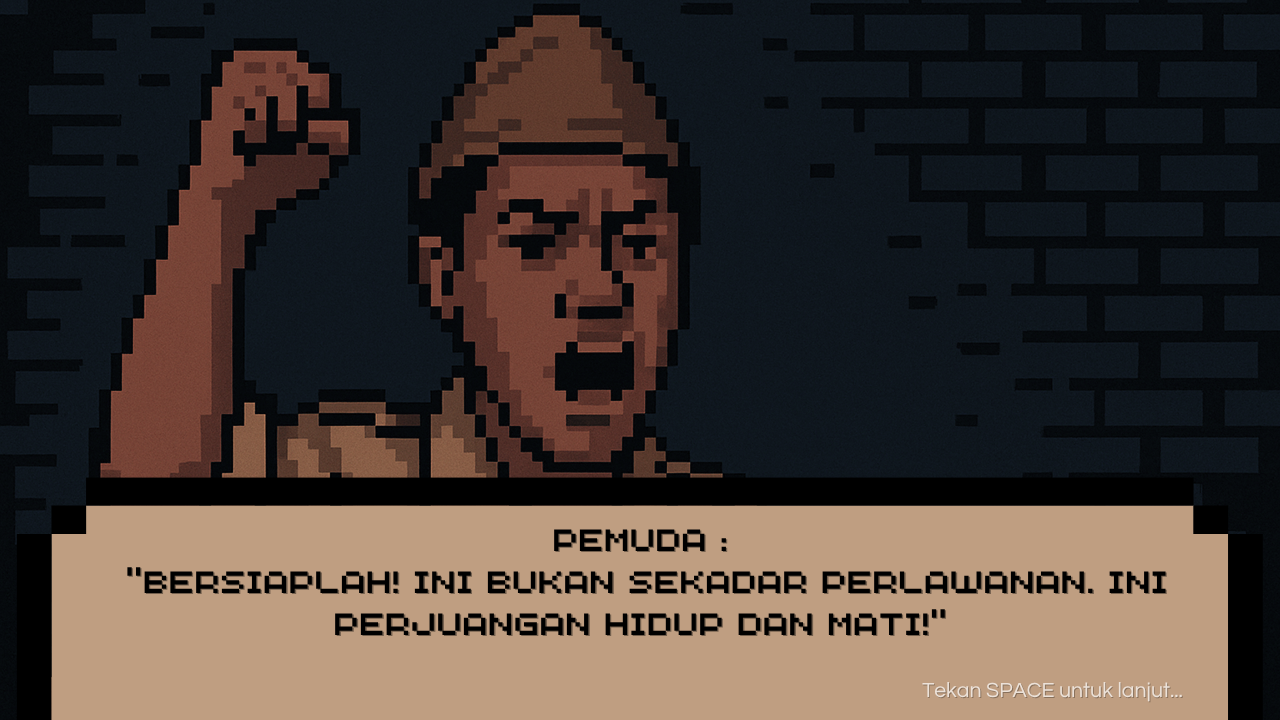 PEMUDA :
"BERSIAPLAH! INI BUKAN SEKADAR PERLAWANAN. INI
PERJUANGAN HIDUP DAN MATI!"
Tekan SPACE untuk lanjut...